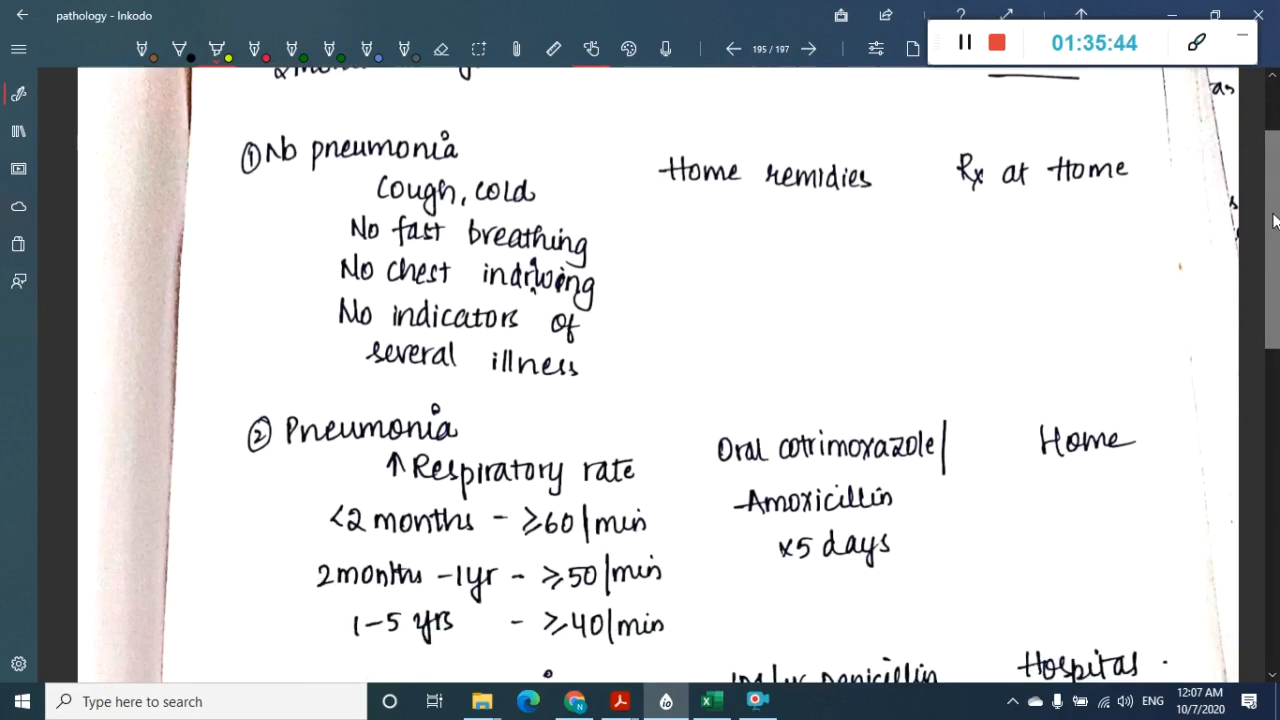 pathology - Inkodo
195 / 197
01:35:44
as
① No pneumonia
Cough, cold
No fast breathing
No chest indrwing
No indicators of
several illness
Home remidies
Rx at Home
② Pneumonia
↑ Respiratory rate
<2 months - ≥60/min
2months -1yr - ≥50/min
1-5 yrs - ≥40/min
Oral cotrimoxazole/
Amoxicillin
x5 days
Home
penicillin
Hospital
Type here to search
ENG
12:07 AM
10/7/2020